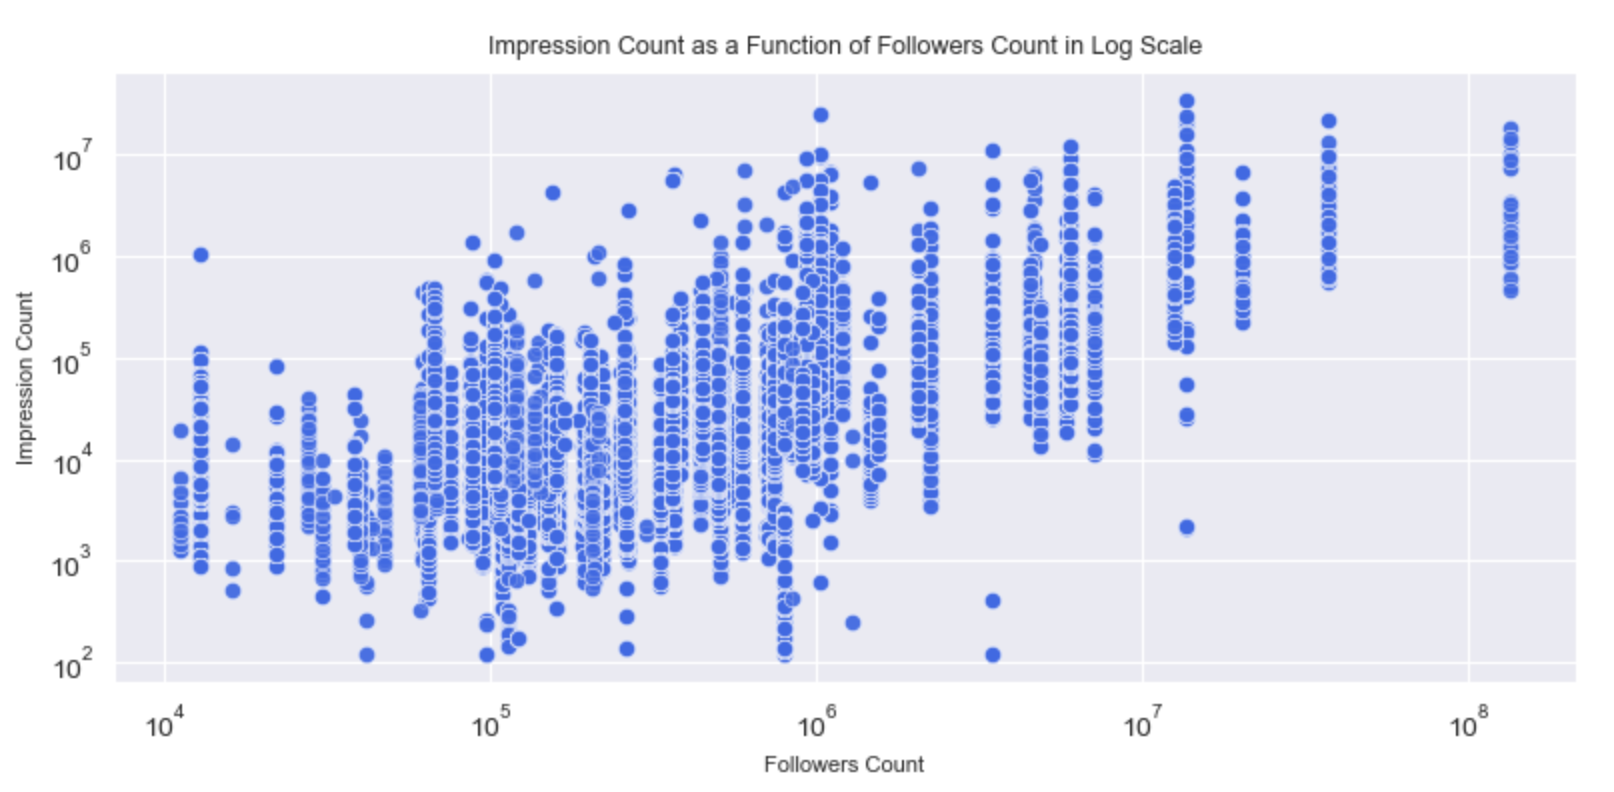 Impression Count as a Function of Followers Count in Log Scale
Impression Count
10^7
10^6
10^5
10^4
10^3
10^2
10^4 10^5 10^6 10^7 10^8
Followers Count